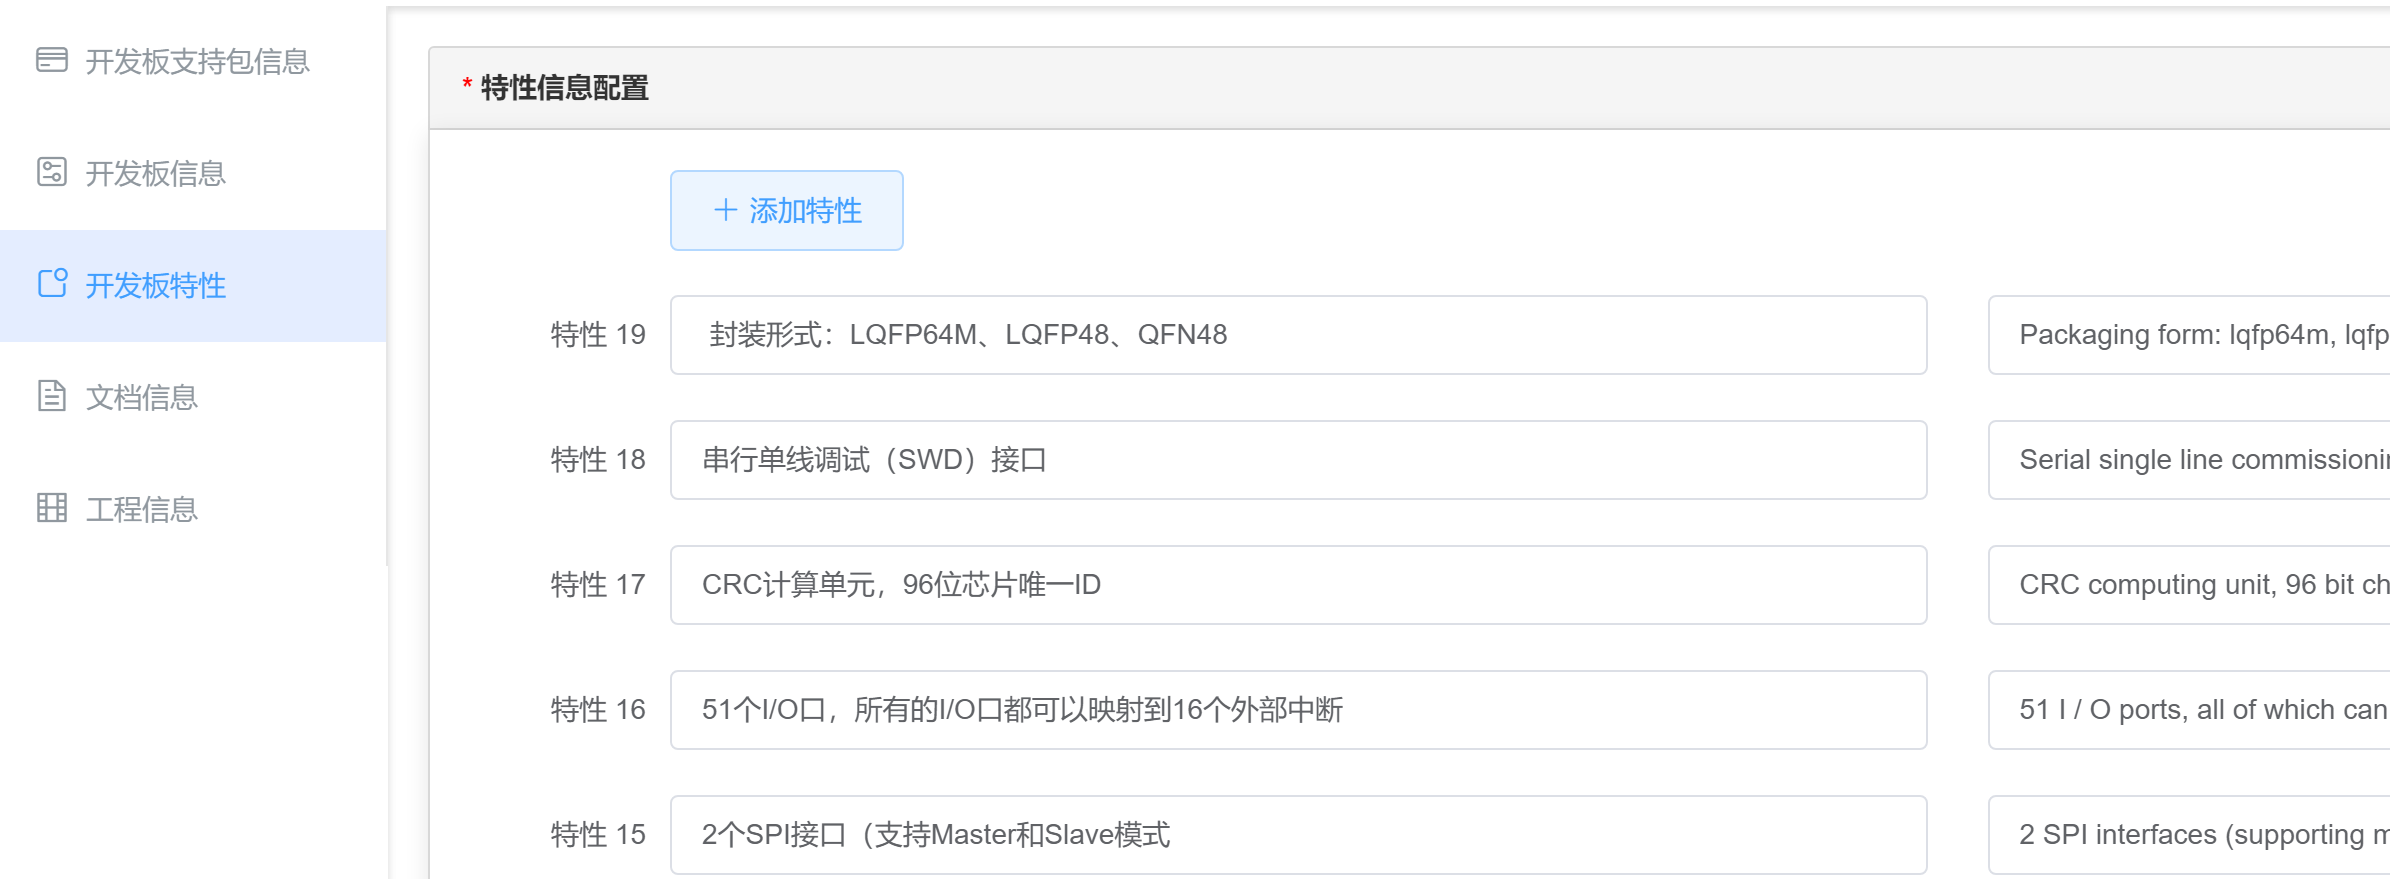 开发板支持包信息
开发板信息
开发板特性
文档信息
工程信息
* 特性信息配置
+ 添加特性
特性 19 封装形式：LQFP64M、LQFP48、QFN48 Packaging form: lqfp64m, lqfp
特性 18 串行单线调试（SWD）接口 Serial single line commissioni
特性 17 CRC计算单元，96位芯片唯一ID CRC computing unit, 96 bit ch
特性 16 51个I/O口，所有的I/O口都可以映射到16个外部中断 51 I / O ports, all of which can
特性 15 2个SPI接口（支持Master和Slave模式 2 SPI interfaces (supporting m